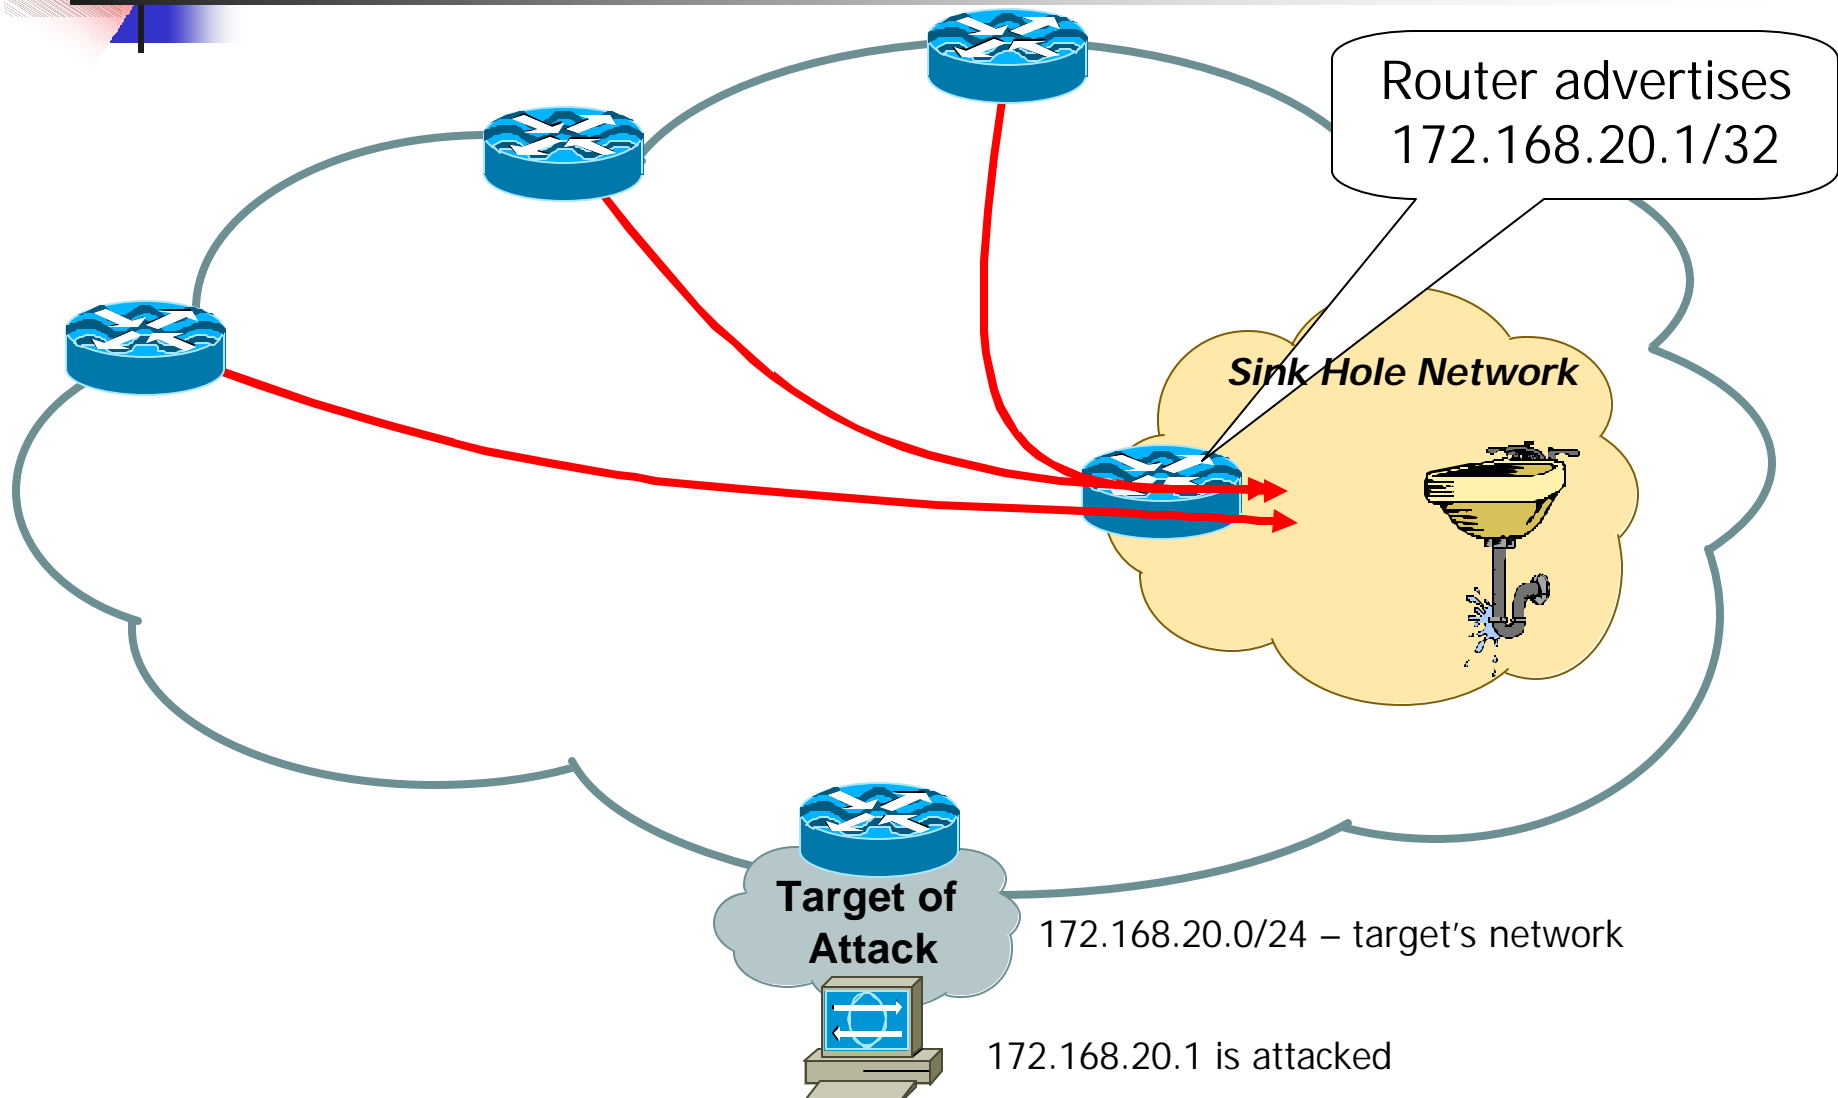 Router advertises
172.168.20.1/32
Sink Hole Network
Target of
Attack
172.168.20.0/24 – target's network
172.168.20.1 is attacked